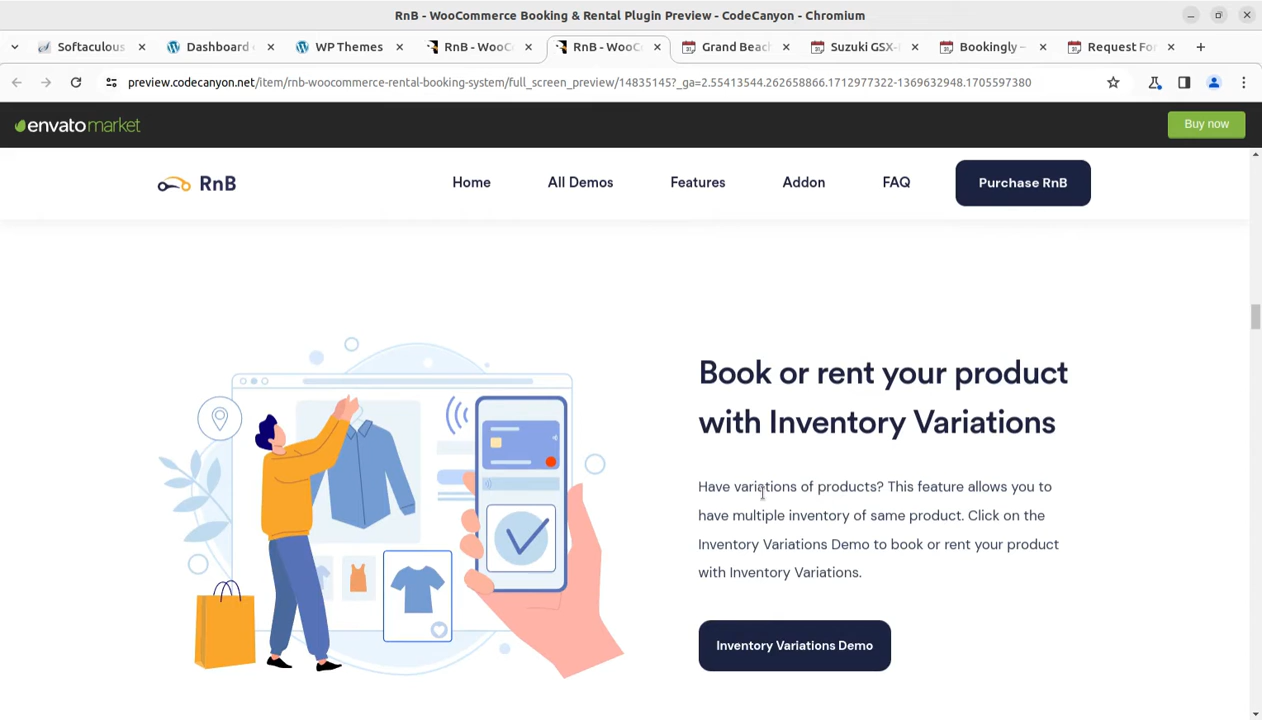 RnB - WooCommerce Booking & Rental Plugin Preview - CodeCanyon - Chromium
Softaculous
Dashboard
WP Themes
RnB - WooC
RnB - WooC
Grand Beach
Suzuki GSX-
Bookingly –
Request For
preview.codecanyon.net/item/rnb-woocommerce-rental-booking-system/full_screen_preview/14835145?_ga=2.55413544.262658866.1712977322-1369632948.1705597380
envatomarket
Buy now
RnB
Home
All Demos
Features
Addon
FAQ
Purchase RnB
Book or rent your product
with Inventory Variations
Have variations of products? This feature allows you to
have multiple inventory of same product. Click on the
Inventory Variations Demo to book or rent your product
with Inventory Variations.
Inventory Variations Demo